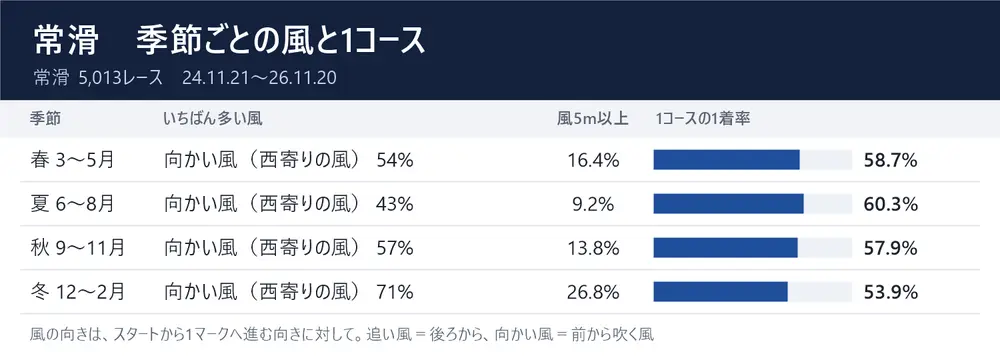 常滑　季節ごとの風と1コース
常滑 5,013レース　24.11.21～26.11.20
季節　いちばん多い風　風5m以上　1コースの1着率
春 3～5月　向かい風（西寄りの風） 54%　16.4%　58.7%
夏 6～8月　向かい風（西寄りの風） 43%　9.2%　60.3%
秋 9～11月　向かい風（西寄りの風） 57%　13.8%　57.9%
冬 12～2月　向かい風（西寄りの風） 71%　26.8%　53.9%
風の向きは、スタートから1マークへ進む向きに対して。追い風＝後ろから、向かい風＝前から吹く風